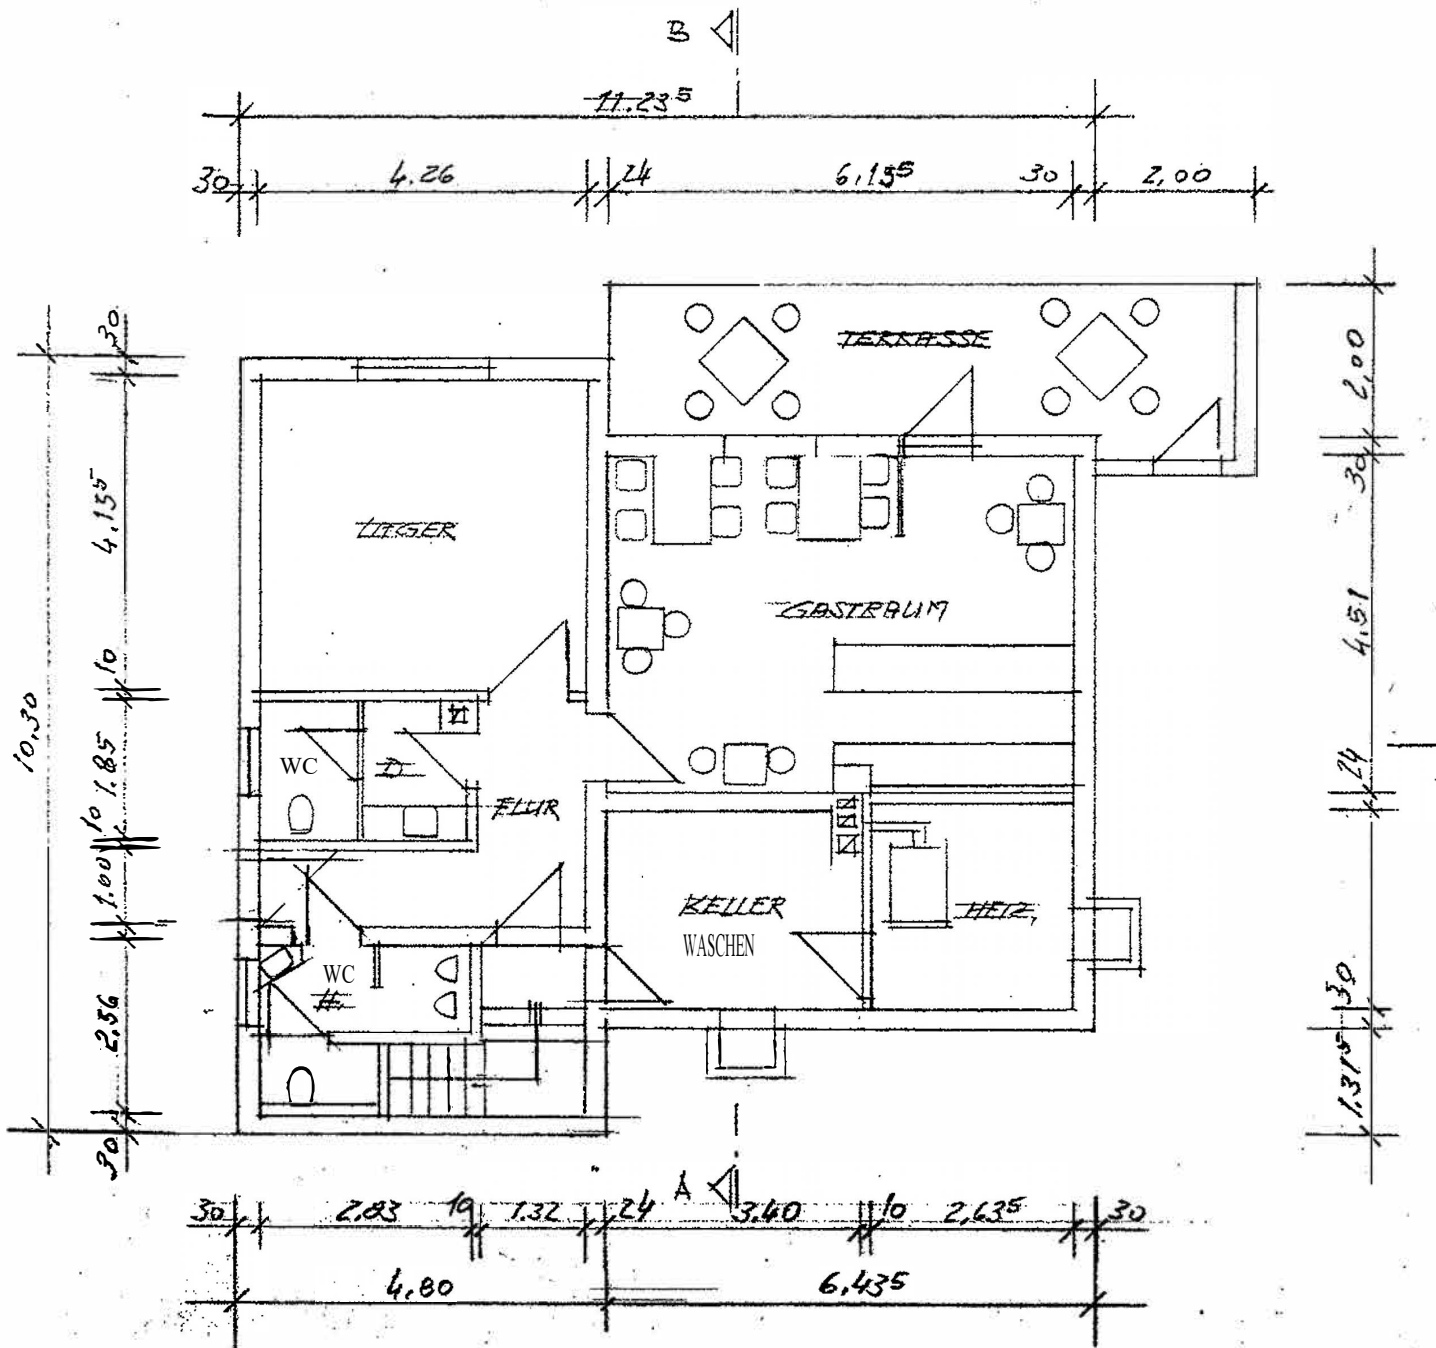 B
11.23⁵
30 4.26 24 6,13⁵ 30 2,00
TERRASSE
30
2,00
30
4.13⁵
LAGER
GASTRAUM
4.51
10
10,30
WC
D
1.85
24
FLUR
10
1.00
KELLER
WASCHEN
HEIZ,
WC
H.
2.56
30
1.31⁵
30
A
30 2.83 10 1.32 24 3.40 10 2,63⁵ 30
4,80 6,43⁵